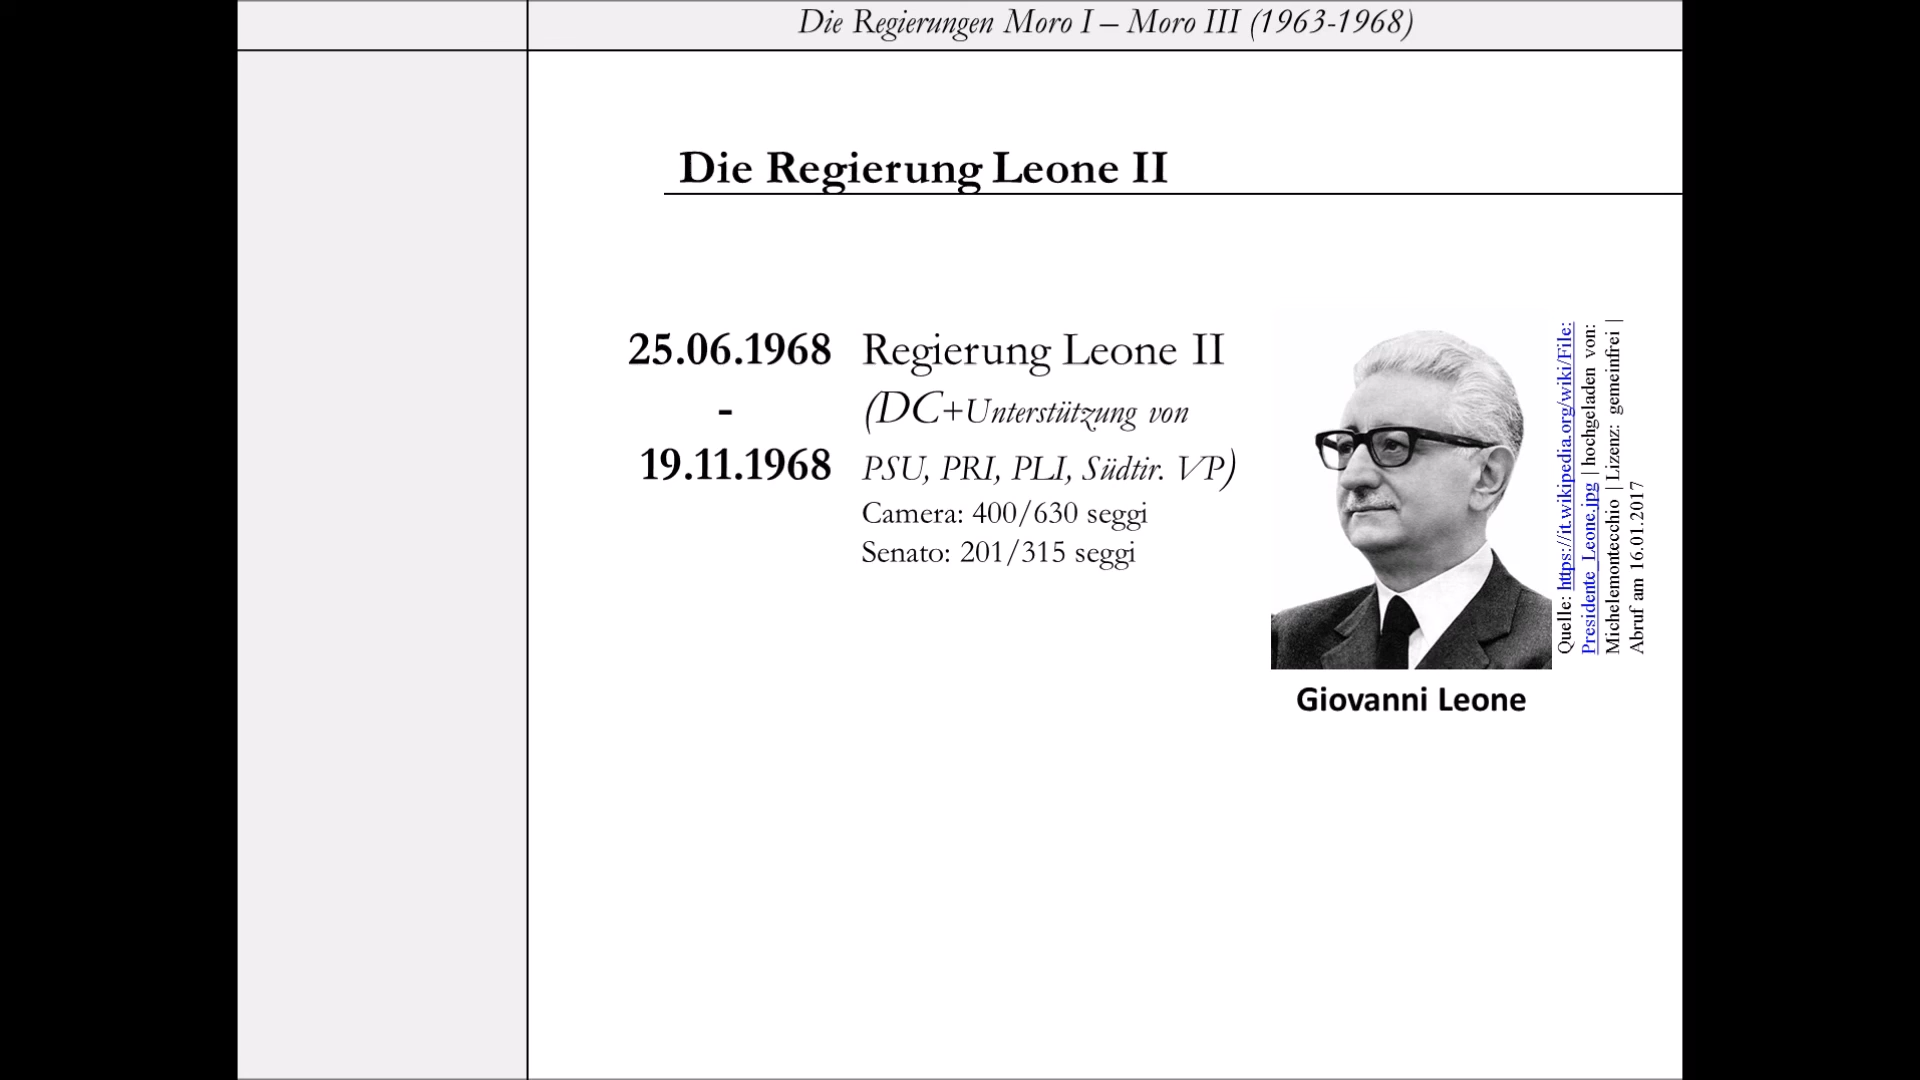 Die Regierungen Moro I – Moro III (1963-1968)
Die Regierung Leone II
25.06.1968
-
19.11.1968
Regierung Leone II
(DC+Unterstützung von
PSU, PRI, PLI, Südtir. VP)
Camera: 400/630 seggi
Senato: 201/315 seggi
Quelle: https://it.wikipedia.org/wiki/File:
Presidente_Leone.jpg | hochgeladen von:
Michelemontecchio | Lizenz: gemeinfrei |
Abruf am 16.01.2017
Giovanni Leone